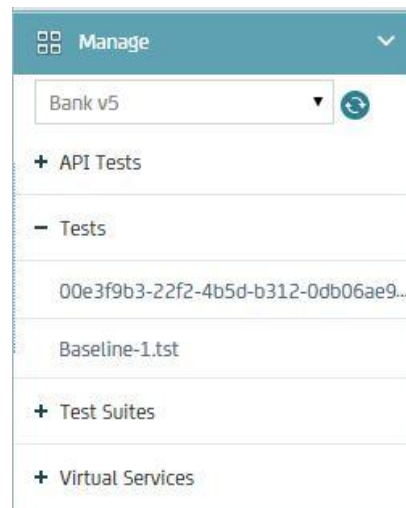 Manage
Bank v5
+ API Tests
− Tests
00e3f9b3-22f2-4b5d-b312-0db06ae9...
Baseline-1.tst
+ Test Suites
+ Virtual Services